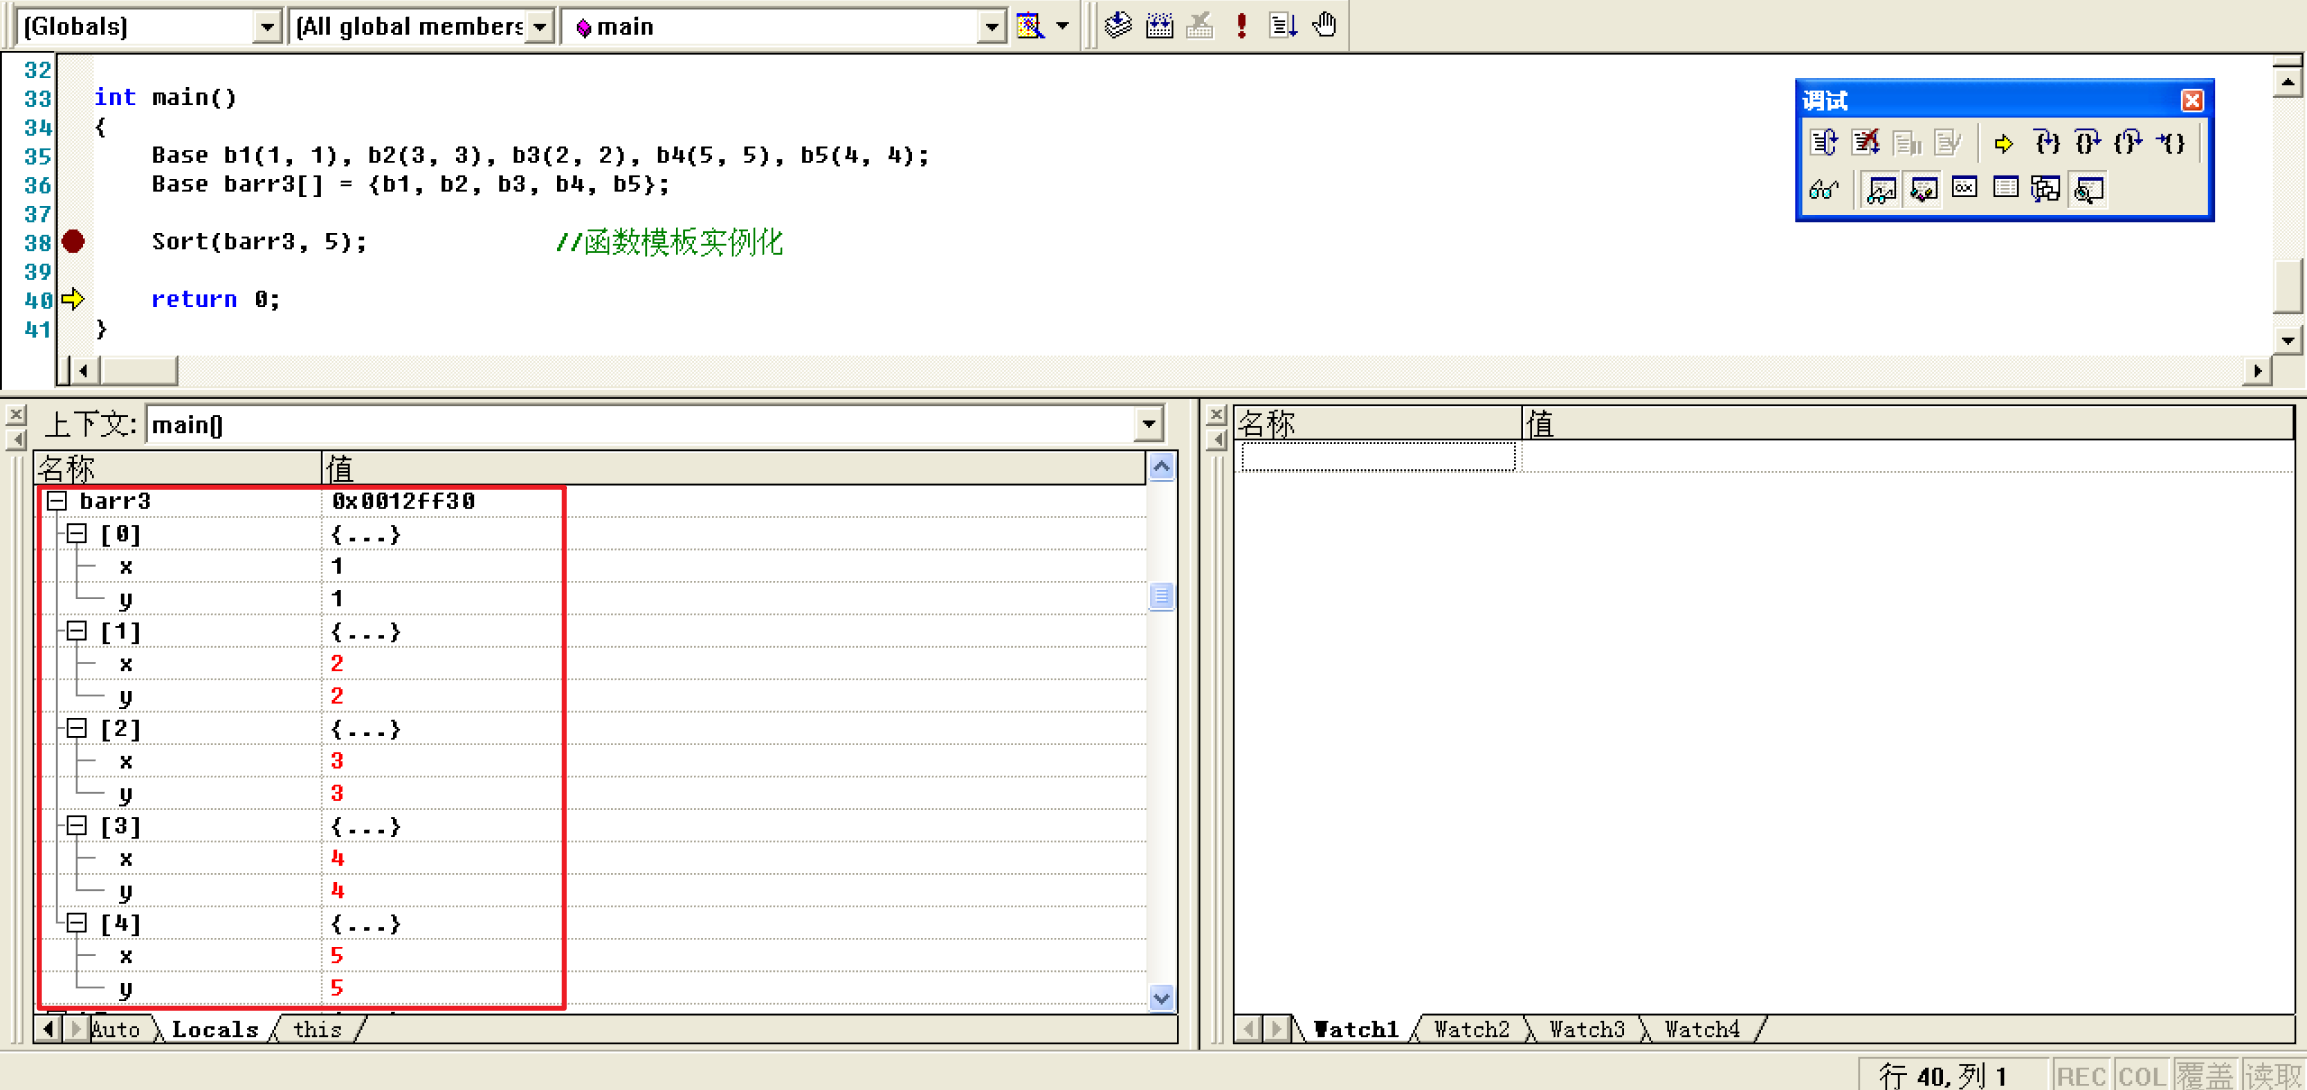 (Globals) (All global members main
32
33 int main()
34 {
35 Base b1(1, 1), b2(3, 3), b3(2, 2), b4(5, 5), b5(4, 4);
36 Base barr3[] = {b1, b2, b3, b4, b5};
37
38 Sort(barr3, 5); //函数模板实例化
39
40 return 0;
41 }
调试
上下文: main()
名称 值
barr3 0x0012ff30
[0] {...}
x 1
y 1
[1] {...}
x 2
y 2
[2] {...}
x 3
y 3
[3] {...}
x 4
y 4
[4] {...}
x 5
y 5
Auto Locals this
名称 值
Watch1 Watch2 Watch3 Watch4
行 40, 列 1 REC COL 覆盖 读取